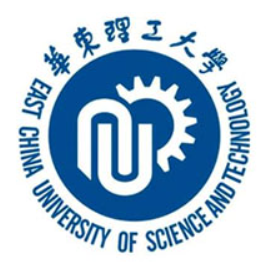 華東理工大學
EAST CHINA UNIVERSITY OF SCIENCE AND TECHNOLOGY